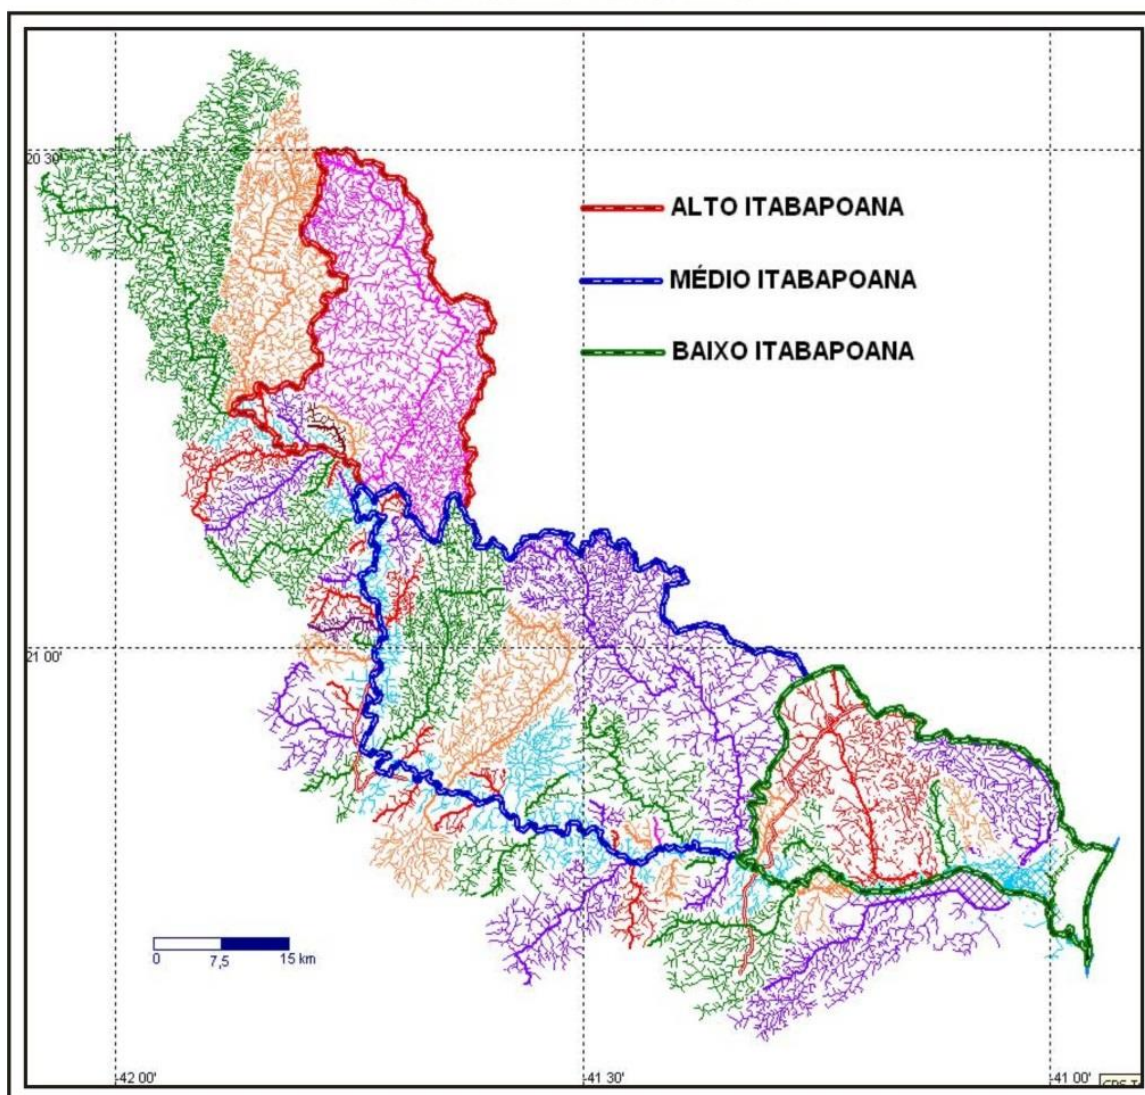 20 30'
ALTO ITABAPOANA
MÉDIO ITABAPOANA
BAIXO ITABAPOANA
21 00'
0 7,5 15 km
-42 00' -41 30' -41 00'